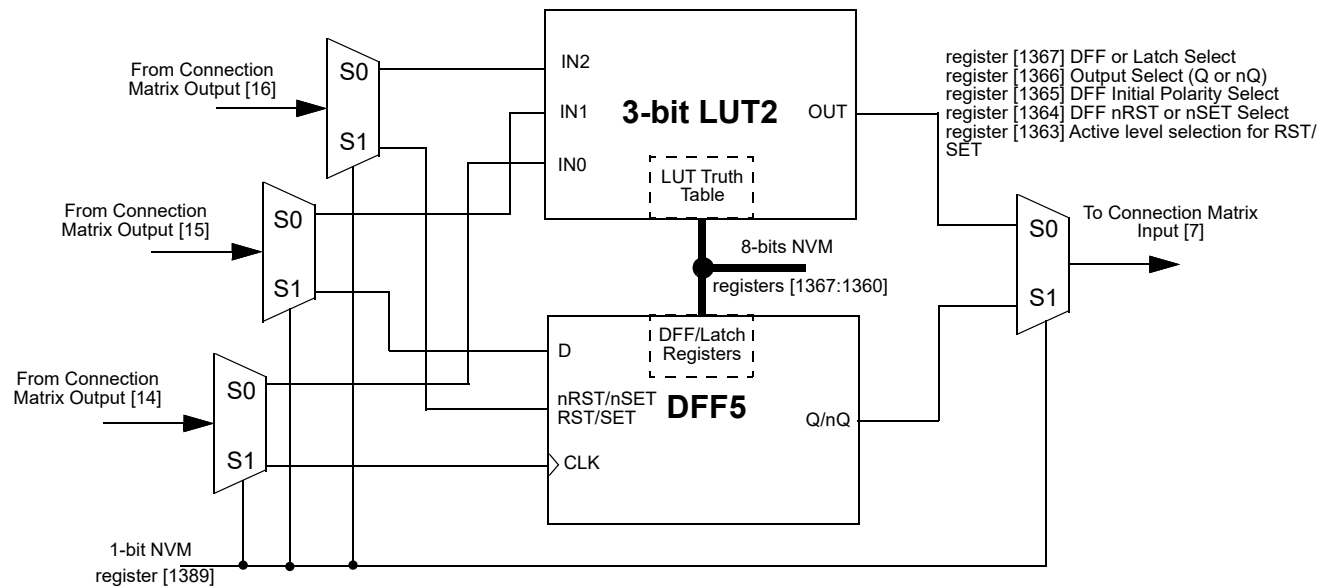 From Connection
Matrix Output [16]
S0
S1
From Connection
Matrix Output [15]
S0
S1
From Connection
Matrix Output [14]
S0
S1
1-bit NVM
register [1389]
IN2
IN1
IN0
3-bit LUT2
OUT
LUT Truth
Table
8-bits NVM
registers [1367:1360]
DFF/Latch
Registers
D
nRST/nSET
RST/SET
DFF5
Q/nQ
CLK
register [1367] DFF or Latch Select
register [1366] Output Select (Q or nQ)
register [1365] DFF Initial Polarity Select
register [1364] DFF nRST or nSET Select
register [1363] Active level selection for RST/
SET
S0
S1
To Connection Matrix
Input [7]